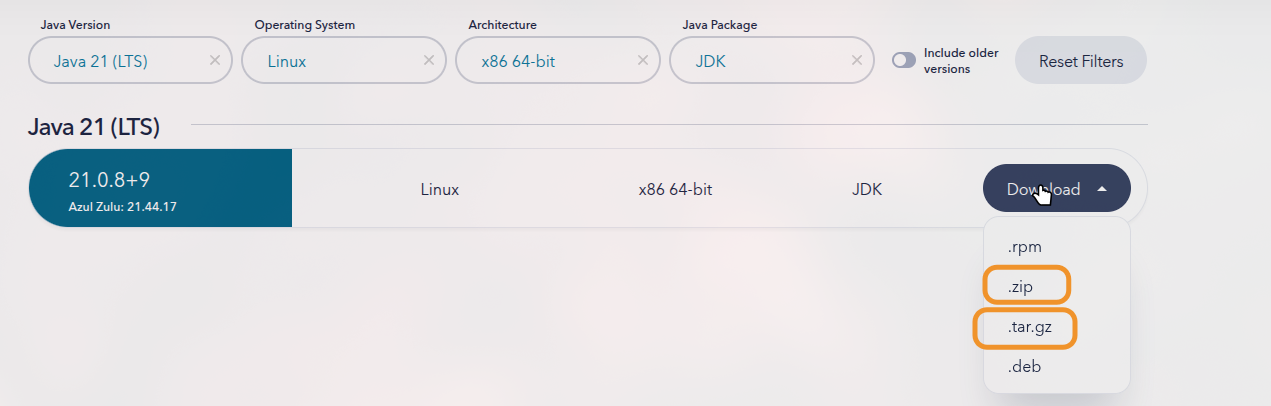 Java Version
Operating System
Architecture
Java Package
Java 21 (LTS) ×
Linux ×
x86 64-bit ×
JDK ×
Include older
versions
Reset Filters
Java 21 (LTS)
21.0.8+9
Azul Zulu: 21.44.17
Linux
x86 64-bit
JDK
Download
.rpm
.zip
.tar.gz
.deb